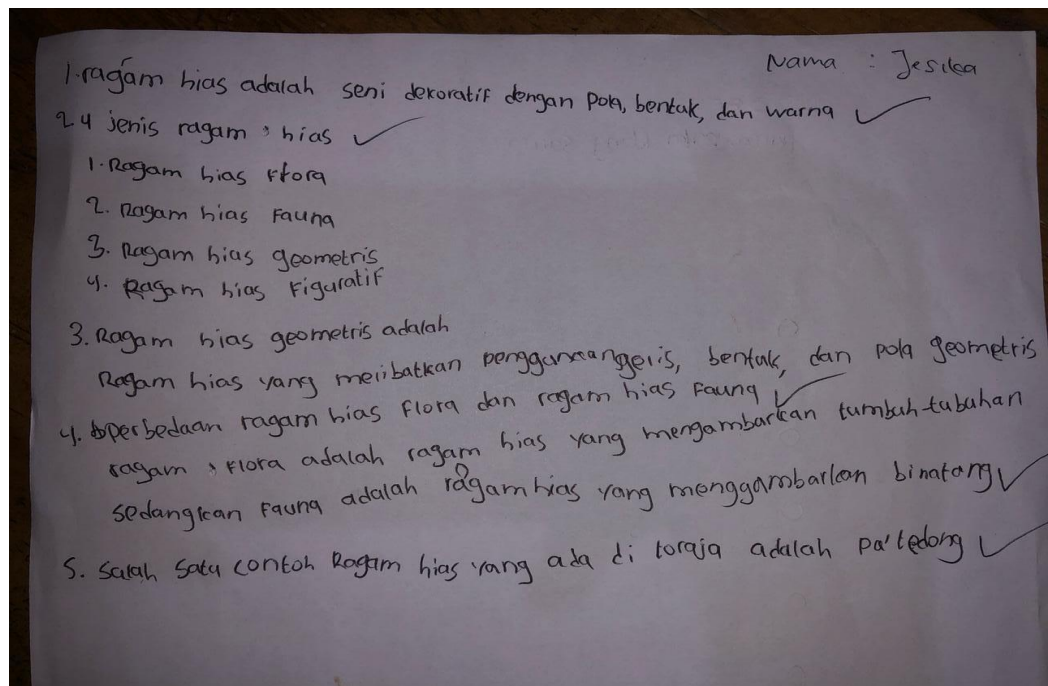 Nama : Jesika
1. ragam hias adalah seni dekoratif dengan pola, bentuk, dan warna
2. 4 jenis ragam hias
1. Ragam hias flora
2. Ragam hias Fauna
3. Ragam hias geometris
4. Ragam hias Figuratif
3. Ragam hias geometris adalah
Ragam hias yang melibatkan garis, bentuk, dan pola geometris
4. perbedaan ragam hias flora dan ragam hias Fauna
ragam flora adalah ragam hias yang mengambarkan tumbuh-tubuhan
sedangkan Fauna adalah ragam hias yang menggambarkan binatang
5. Salah Satu contoh Ragam hias yang ada di toraja adalah pa'tedong